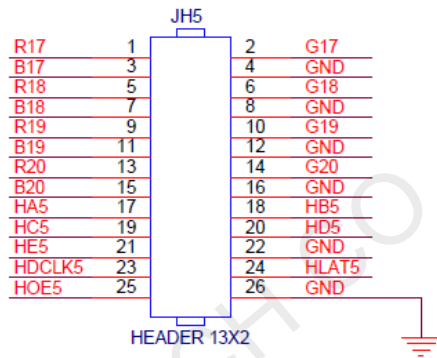 JH5
R17 1 2 G17
B17 3 4 GND
R18 5 6 G18
B18 7 8 GND
R19 9 10 G19
B19 11 12 GND
R20 13 14 G20
B20 15 16 GND
HA5 17 18 HB5
HC5 19 20 HD5
HE5 21 22 GND
HDCLK5 23 24 HLAT5
HOE5 25 26 GND
HEADER 13X2
CH CO